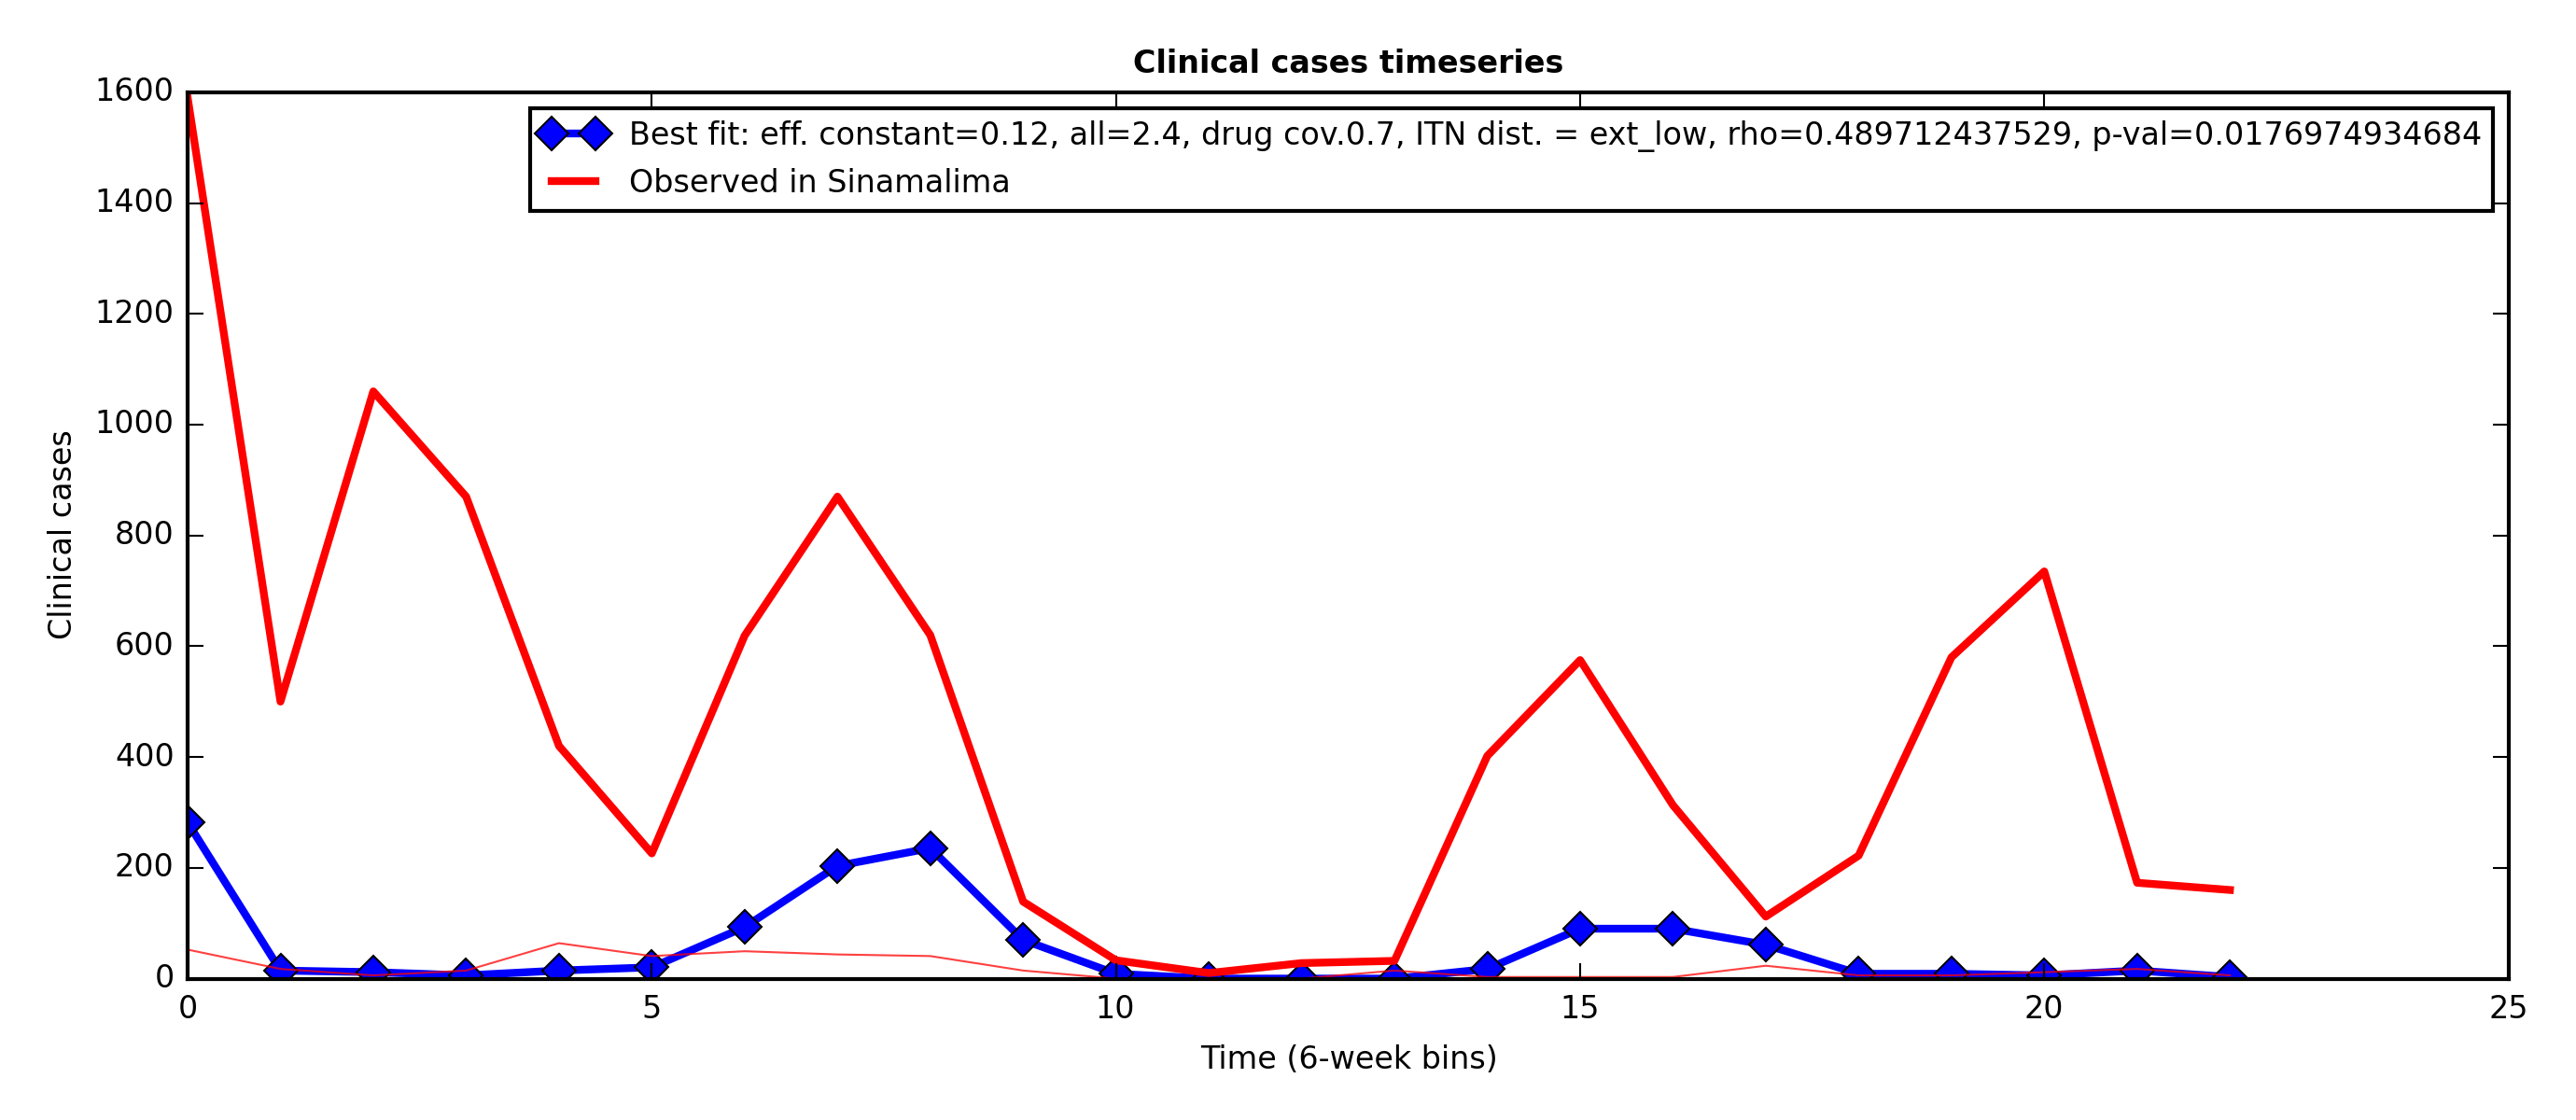 Clinical cases timeseries
1600
1400
1200
1000
800
600
400
200
0
Clinical cases
Best fit: eff. constant=0.12, all=2.4, drug cov.0.7, ITN dist. = ext_low, rho=0.489712437529, p-val=0.0176974934684
Observed in Sinamalima
0 5 10 15 20 25
Time (6-week bins)